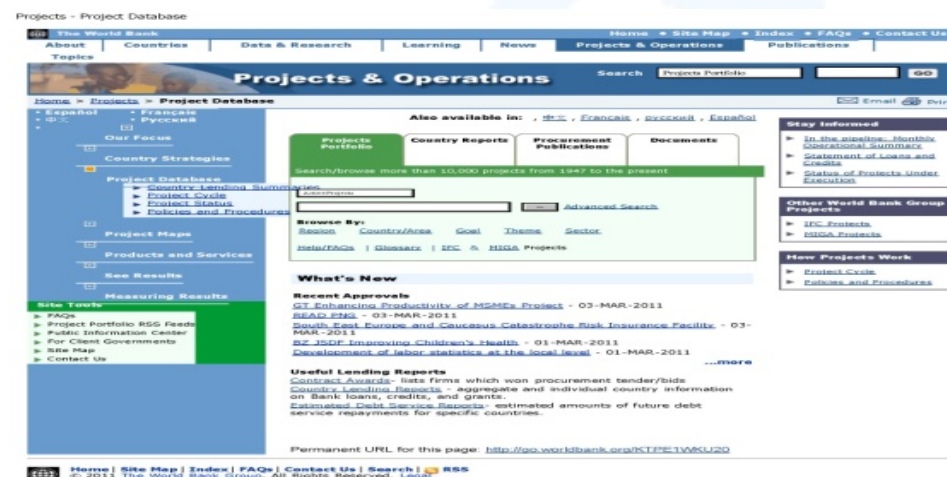 Projects - Project Database
The World Bank
Home • Site Map • Index • FAQs • Contact Us
About | Countries | Data & Research | Learning | News | Projects & Operations | Publications |
Topics
Projects & Operations
Search Projects Portfolio GO
Home > Projects > Project Database
Email
• Español • Français
• 中文 • Русский
Our Focus
Country Strategies
Project Database
Country Lending Summaries
Project Cycle
Project Status
Policies and Procedures
Project Maps
Products and Services
See Results
Measuring Results
Site Tools
FAQs
Project Portfolio RSS Feeds
Public Information Center
For Client Governments
Site Map
Contact Us
Also available in: , 中文 , Français , русский , Español
Projects Portfolio
Country Reports
Procurement Publications
Documents
Search/browse more than 10,000 projects from 1947 to the present
Advanced Search
Browse By:
Region Country/Area Goal Theme Sector
Help/FAQs | Glossary | IFC & MIGA Projects
What's New
Recent Approvals
GT Enhancing Productivity of MSMEs Project - 03-MAR-2011
READ PNG - 03-MAR-2011
South East Europe and Caucasus Catastrophe Risk Insurance Facility - 03-
MAR-2011
BZ JSDF Improving Children's Health - 01-MAR-2011
Development of labor statistics at the local level - 01-MAR-2011
...more
Useful Lending Reports
Contract Awards- lists firms which won procurement tender/bids
Country Lending Reports - aggregate and individual country information
on Bank loans, credits, and grants.
Estimated Debt Service Reports- estimated amounts of future debt
service repayments for specific countries.
Permanent URL for this page: http://go.worldbank.org/KTPE1WKU20
Stay Informed
In the pipeline: Monthly
Operational Summary
Statement of Loans and
Credits
Status of Projects Under
Execution
Other World Bank Group
Projects
IFC Projects
MIGA Projects
How Projects Work
Project Cycle
Policies and Procedures
Home | Site Map | Index | FAQs | Contact Us | Search | RSS
© 2011 The World Bank Group, All Rights Reserved. Legal